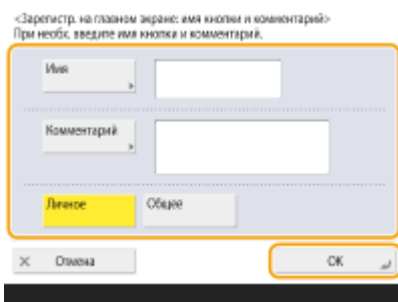 <Зарегистр. на главном экране: имя кнопки и комментарий>
При необх. введите имя кнопки и комментарий.
Имя
Комментарий
Личное Общее
Отмена OK